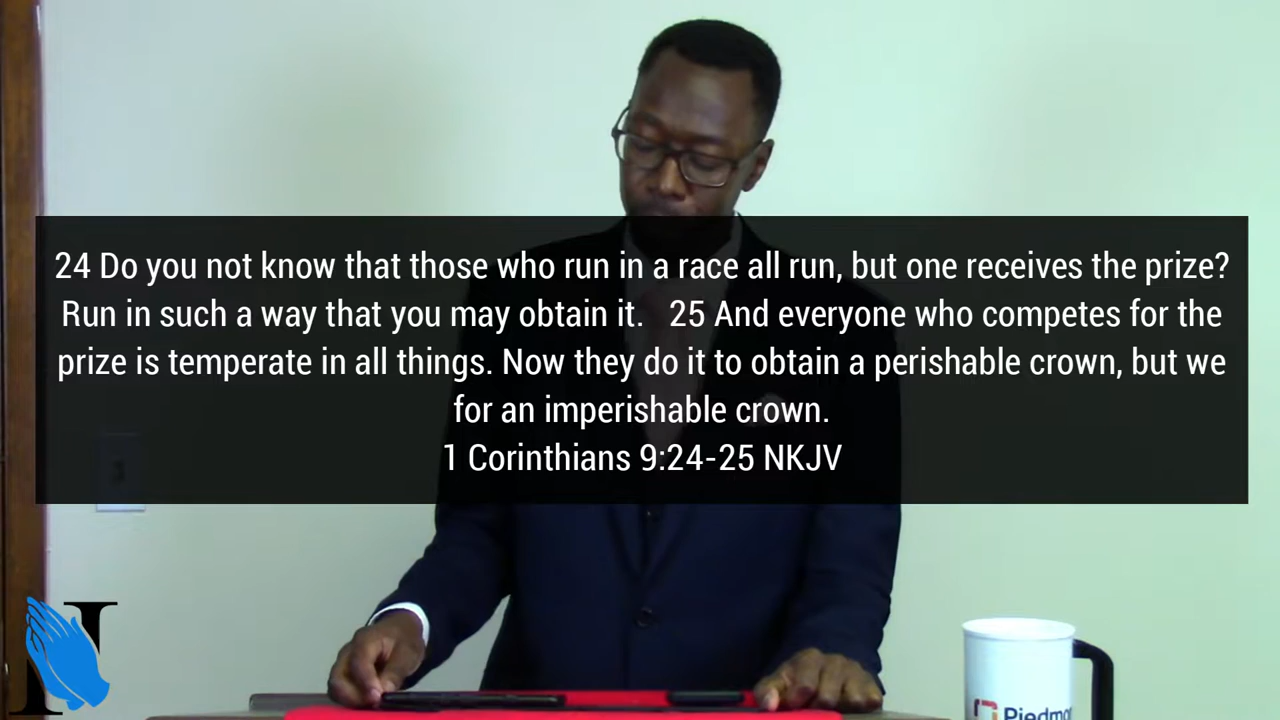 24 Do you not know that those who run in a race all run, but one receives the prize?
Run in such a way that you may obtain it.   25 And everyone who competes for the
prize is temperate in all things. Now they do it to obtain a perishable crown, but we
for an imperishable crown.
1 Corinthians 9:24-25 NKJV
N
Piedmo